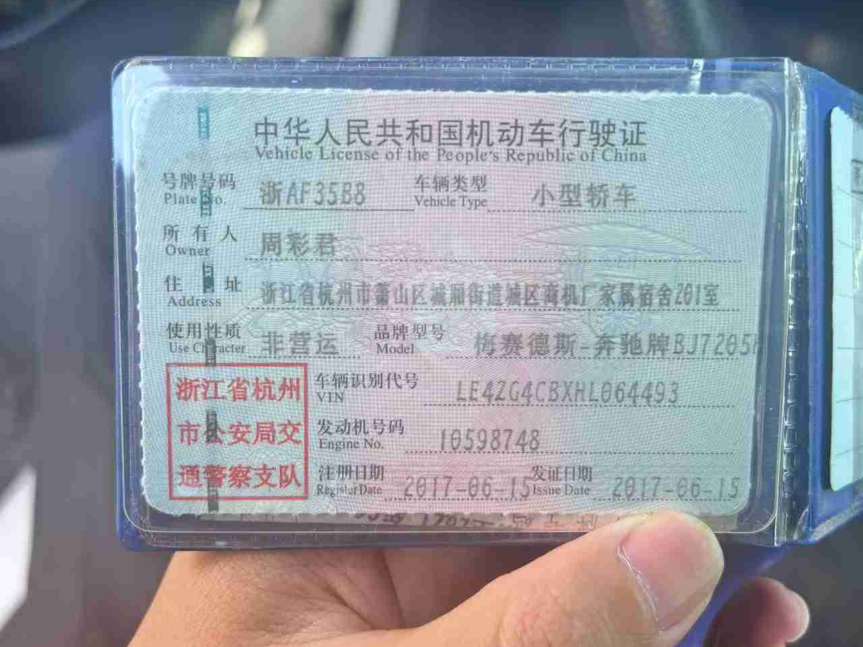 中华人民共和国机动车行驶证
Vehicle License of the People's Republic of China
号牌号码 浙AF35B8 车辆类型 小型轿车
Plate No. Vehicle Type
所有人 周彩君
Owner
住址 浙江省杭州市萧山区城厢街道城区商机厂家属宿舍201室
Address
使用性质 非营运 品牌型号 梅赛德斯-奔驰牌BJ7205H
Use Character Model
浙江省杭州
市公安局交
通警察支队
车辆识别代号 LE4ZG4CBXHL064493
VIN
发动机号码 10598748
Engine No.
注册日期 2017-06-15 发证日期 2017-06-15
Register Date Issue Date